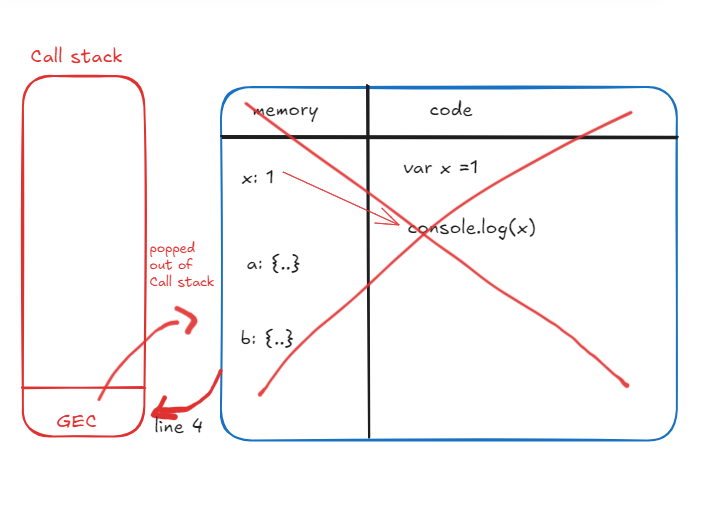 Call stack
memory
code
var x =1
x: 1
console.log(x)
popped
out of
Call stack
a: {..}
b: {..}
GEC
line 4